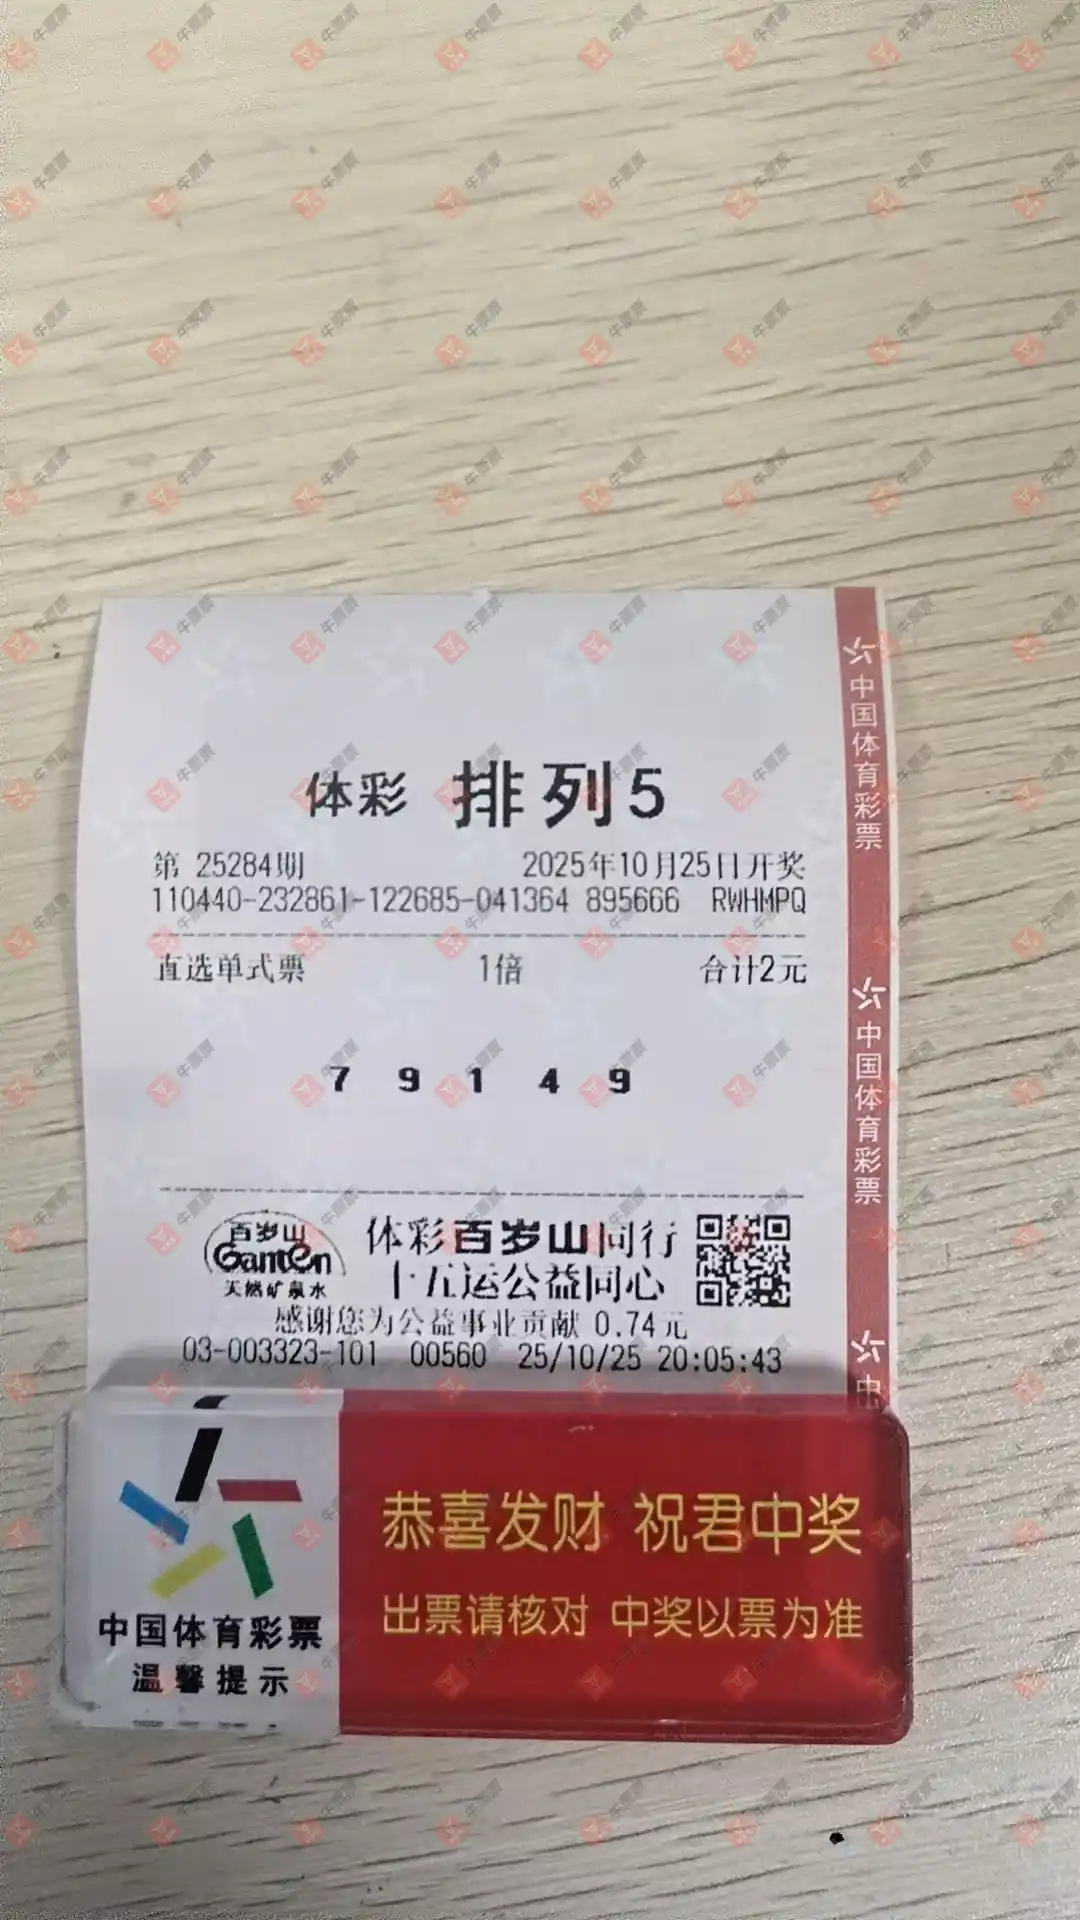 体彩 排列5
第 25284期 2025年10月25日开奖
110440-232861-122685-041364 895666 RWHMPQ
直选单式票 1倍 合计2元
7 9 1 4 9
百岁山
Ganten
天然矿泉水
体彩百岁山同行
十五运公益同心
感谢您为公益事业贡献 0.74元
03-003323-101 00560 25/10/25 20:05:43
中国体育彩票
中国体育彩票
中
恭喜发财 祝君中奖
出票请核对 中奖以票为准
中国体育彩票
温馨提示
牛票票